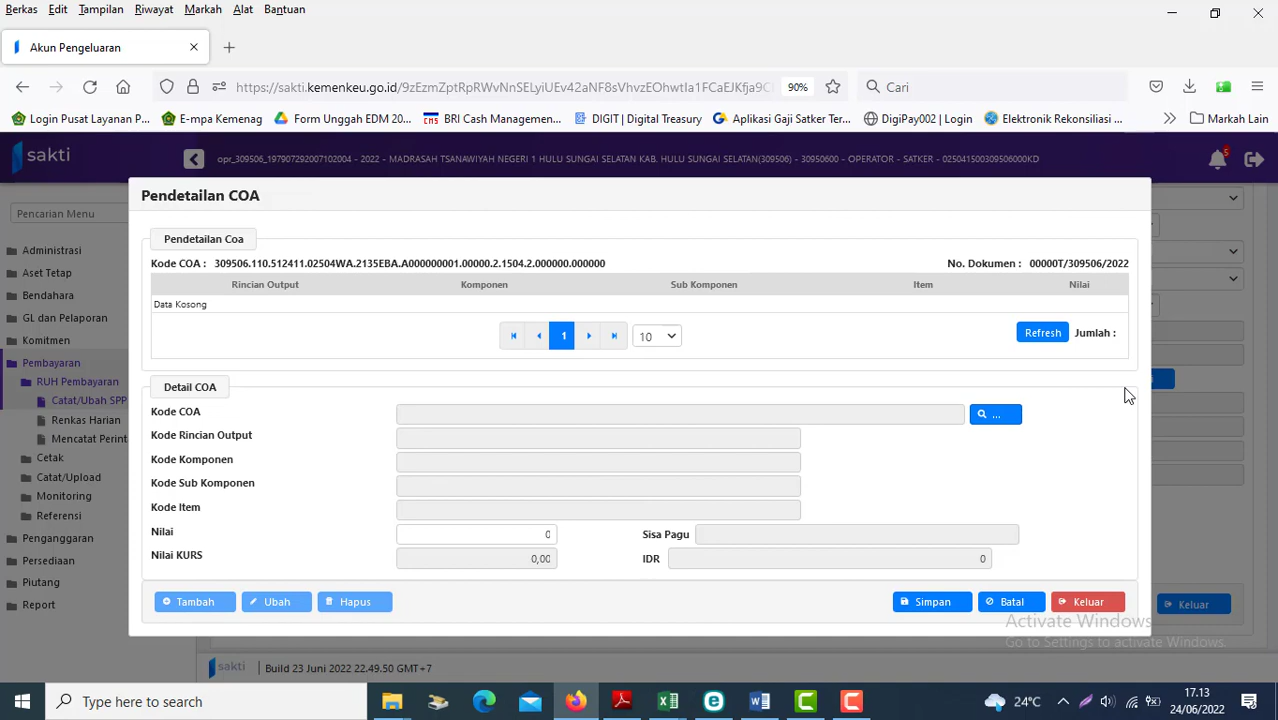 Berkas Edit Tampilan Riwayat Markah Alat Bantuan
Akun Pengeluaran
https://sakti.kemenkeu.go.id/9zEzmZptRpRWvNnSELyiUEv42aNF8sVhvzEOhwtIa1FCaEJKfja9C 90% Cari
Login Pusat Layanan P... E-mpa Kemenag Form Unggah EDM 20... BRI Cash Managemen... DIGIT | Digital Treasury Aplikasi Gaji Satker Ter... DigiPay002 | Login Elektronik Rekonsiliasi ... Markah Lain
sakti opr_309506_197907292007102004 - 2022 - MADRASAH TSANAWIYAH NEGERI 1 HULU SUNGAI SELATAN KAB. HULU SUNGAI SELATAN(309506) - 30950600 - OPERATOR - SATKER - 025041500309506000KD
Pencarian Menu
Administrasi
Aset Tetap
Bendahara
GL dan Pelaporan
Komitmen
Pembayaran
RUH Pembayaran
Catat/Ubah SPP
Renkas Harian
Mencatat Perint
Cetak
Catat/Upload
Monitoring
Referensi
Penganggaran
Persediaan
Piutang
Report
Pendetailan COA
Pendetailan Coa
Kode COA : 309506.110.512411.02504WA.2135EBA.A000000001.00000.2.1504.2.000000.000000 No. Dokumen : 00000T/309506/2022
Rincian Output Komponen Sub Komponen Item Nilai
Data Kosong
1 10 Refresh Jumlah :
Detail COA
Kode COA ...
Kode Rincian Output
Kode Komponen
Kode Sub Komponen
Kode Item
Nilai 0 Sisa Pagu
Nilai KURS 0,00 IDR 0
Tambah Ubah Hapus Simpan Batal Keluar
Keluar
Activate Windows
Go to Settings to activate Windows.
sakti Build 23 Juni 2022 22.49.50 GMT+7
Type here to search 24°C 17.13
24/06/2022